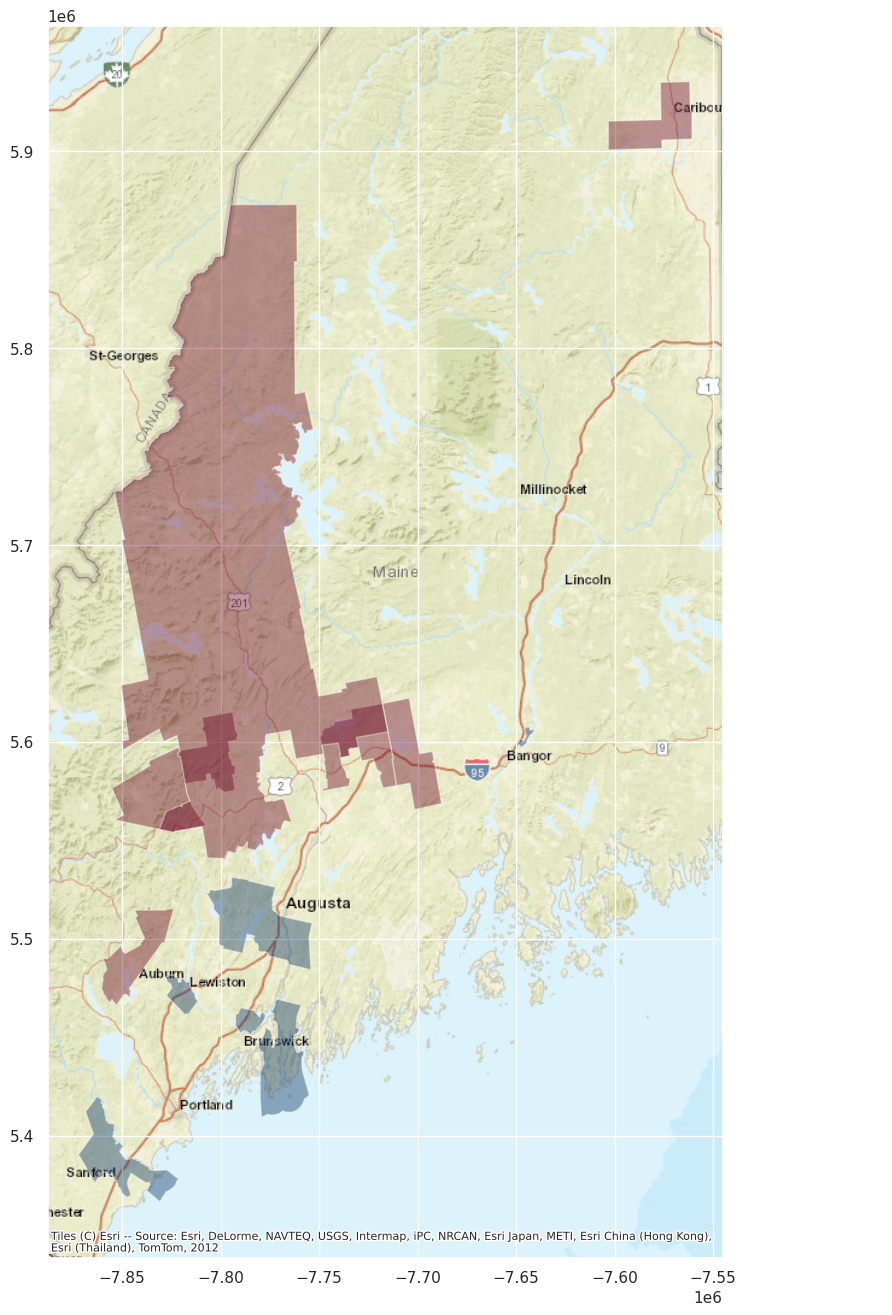 1e6
20
Caribou
5.9
5.8
St-Georges
CANADA
1
Millinocket
5.7
Maine
Lincoln
201
5.6
9
Bangor
95
2
Augusta
5.5
Auburn
Lewiston
Brunswick
Portland
5.4
Sanford
hester
Tiles (C) Esri -- Source: Esri, DeLorme, NAVTEQ, USGS, Intermap, iPC, NRCAN, Esri Japan, METI, Esri China (Hong Kong),
Esri (Thailand), TomTom, 2012
−7.85 −7.80 −7.75 −7.70 −7.65 −7.60 −7.55
1e6